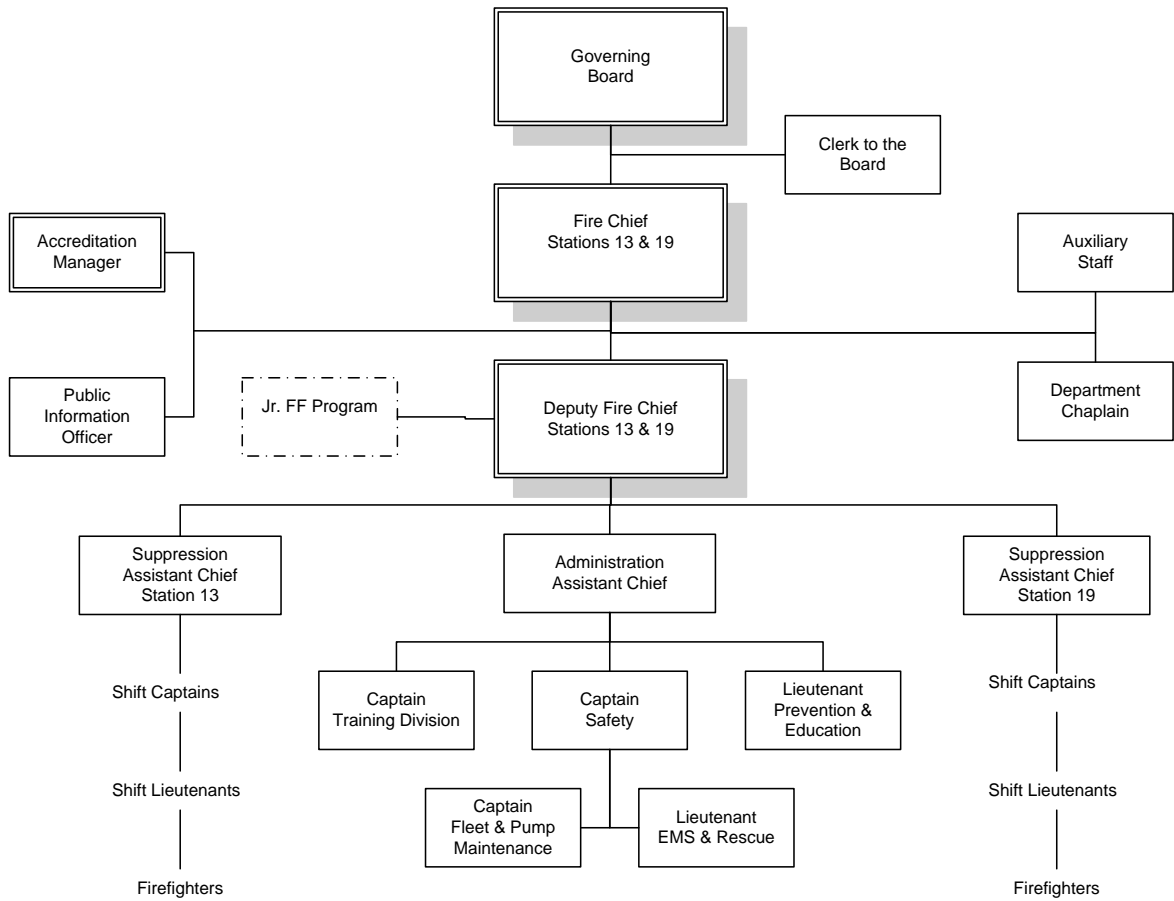 Governing
Board
Clerk to the
Board
Fire Chief
Stations 13 & 19
Accreditation
Manager
Auxiliary
Staff
Public
Information
Officer
Jr. FF Program
Deputy Fire Chief
Stations 13 & 19
Department
Chaplain
Suppression
Assistant Chief
Station 13
Administration
Assistant Chief
Suppression
Assistant Chief
Station 19
Shift Captains
Captain
Training Division
Captain
Safety
Lieutenant
Prevention &
Education
Shift Captains
Shift Lieutenants
Captain
Fleet & Pump
Maintenance
Lieutenant
EMS & Rescue
Shift Lieutenants
Firefighters
Firefighters